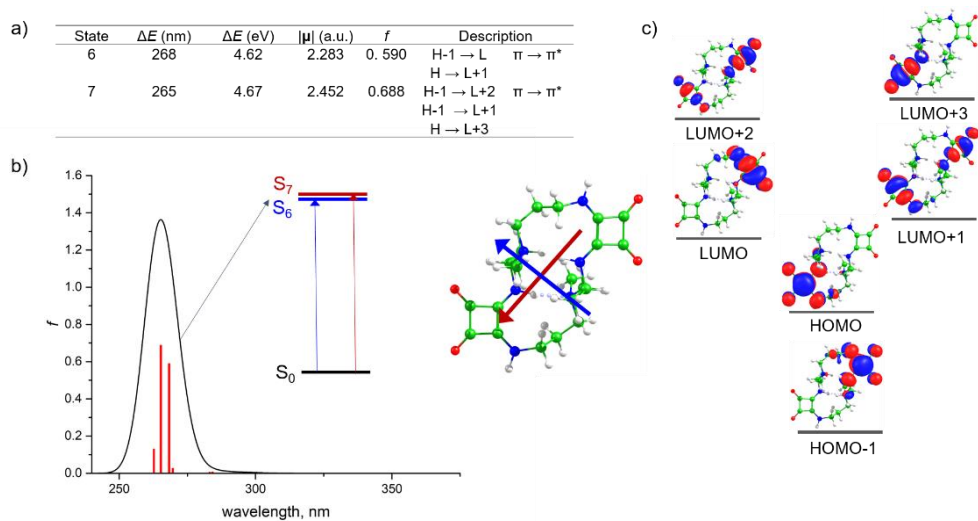 a)
State ΔE (nm) ΔE (eV) |μ| (a.u.) f Description
6 268 4.62 2.283 0. 590 H-1 → L π → π*
H → L+1
7 265 4.67 2.452 0.688 H-1 → L+2 π → π*
H-1 → L+1
H → L+3
b)
1.6
1.4
1.2
1.0
0.8
0.6
0.4
0.2
0.0
f
250 300 350
wavelength, nm
S7
S6
S0
c)
LUMO+2
LUMO+3
LUMO
LUMO+1
HOMO
HOMO-1